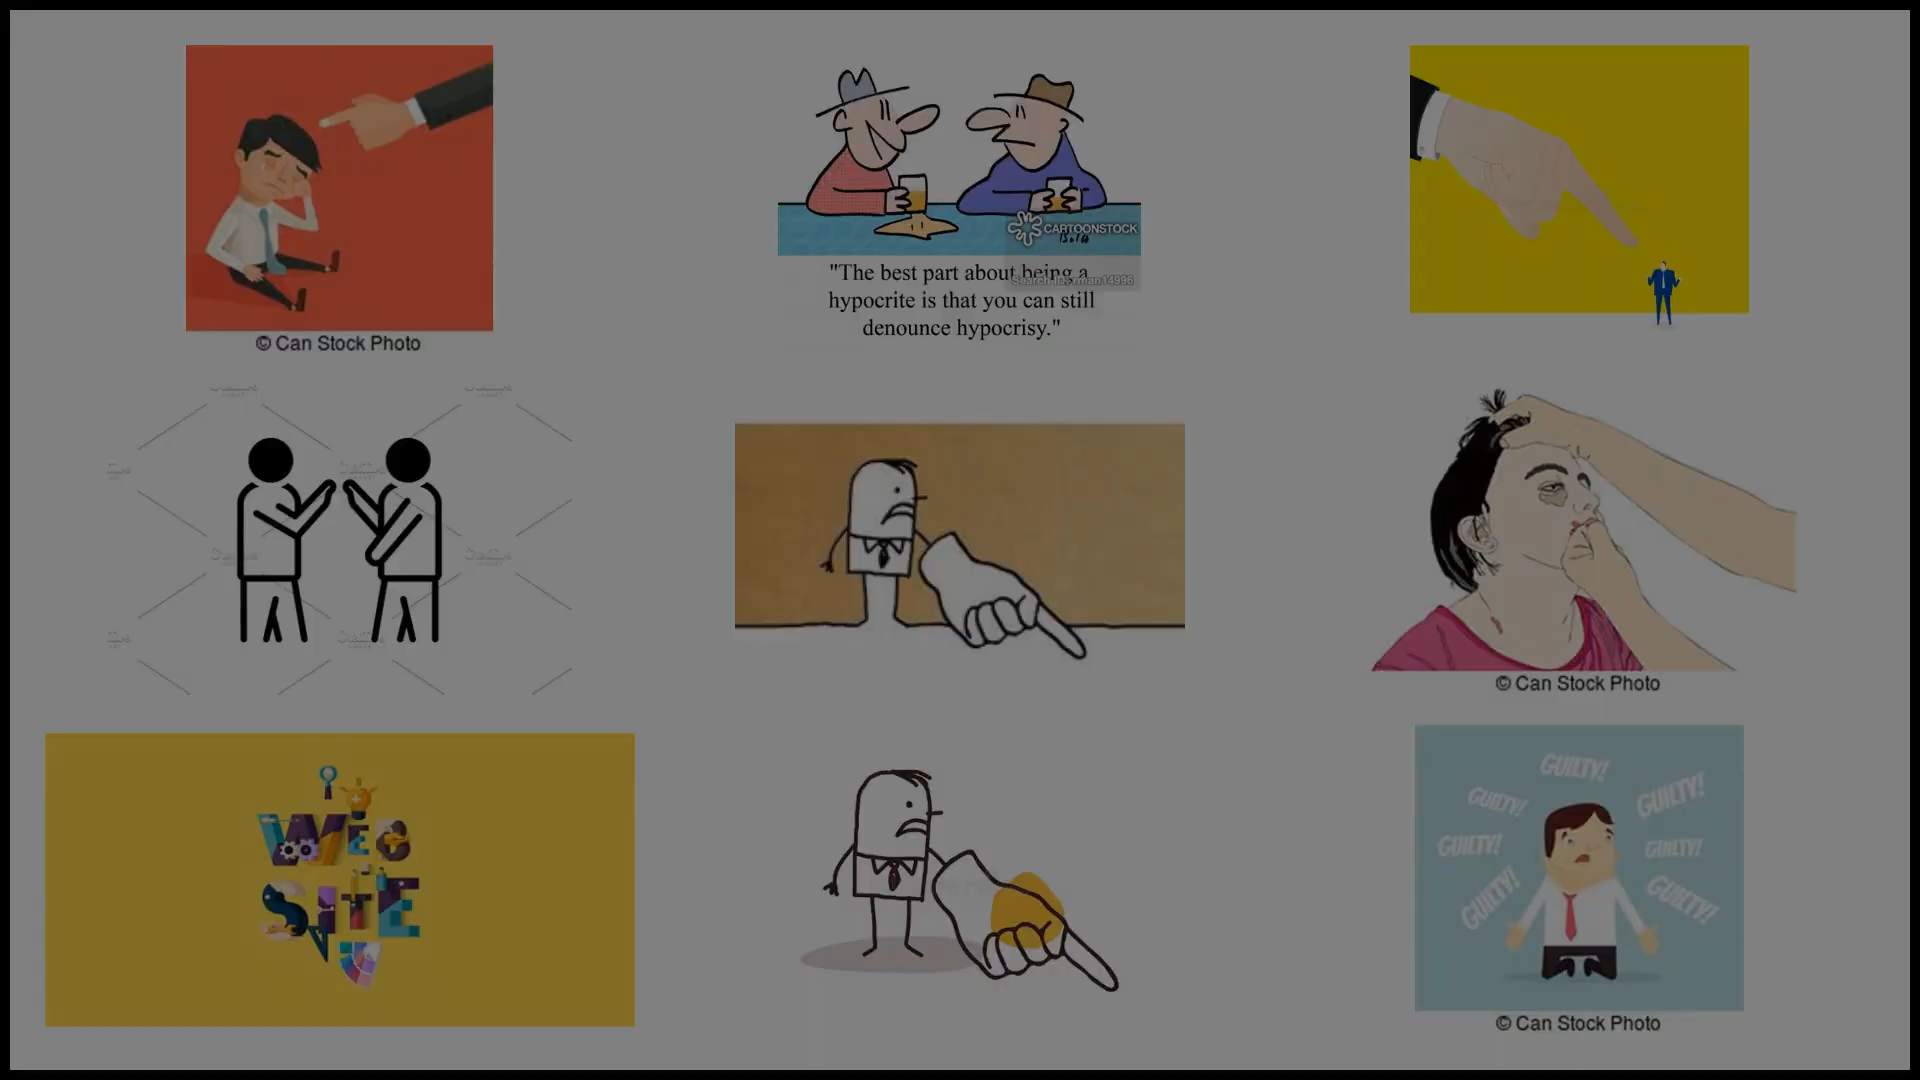 © Can Stock Photo
CARTOONSTOCK
"The best part about being a
hypocrite is that you can still
denounce hypocrisy."
© Can Stock Photo
WEB
SITE
GUILTY!
GUILTY!
GUILTY!
GUILTY!
GUILTY!
GUILTY!
GUILTY!
© Can Stock Photo